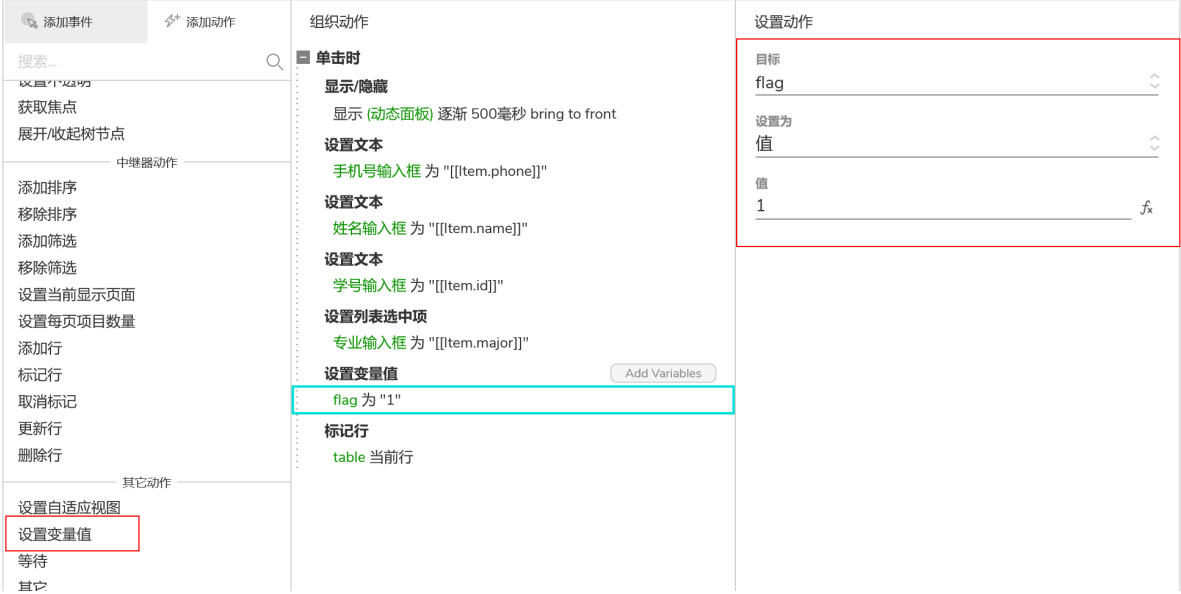 添加事件
添加动作
搜索...
设置不透明
获取焦点
展开/收起树节点
中继器动作
添加排序
移除排序
添加筛选
移除筛选
设置当前显示页面
设置每页项目数量
添加行
标记行
取消标记
更新行
删除行
其它动作
设置自适应视图
设置变量值
等待
其它
组织动作
单击时
显示/隐藏
显示 (动态面板) 逐渐 500毫秒 bring to front
设置文本
手机号输入框 为 "[[Item.phone]]"
设置文本
姓名输入框 为 "[[Item.name]]"
设置文本
学号输入框 为 "[[Item.id]]"
设置列表选中项
专业输入框 为 "[[Item.major]]"
设置变量值
Add Variables
flag 为 "1"
标记行
table 当前行
设置动作
目标
flag
设置为
值
值
1
fx